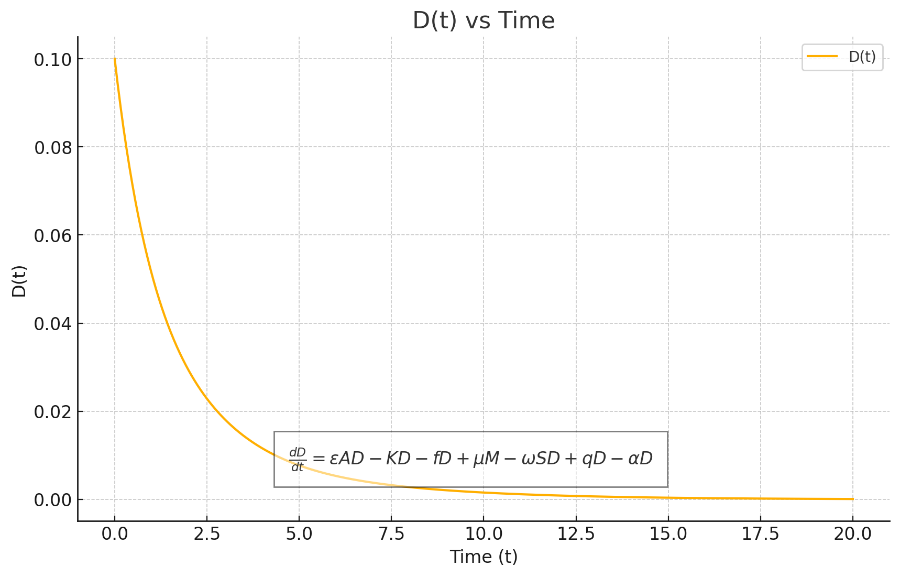 D(t) vs Time
D(t)
0.10
0.08
0.06
0.04
0.02
0.00
D(t)
dD/dt = εAD − KD − fD + μM − ωSD + qD − αD
0.0 2.5 5.0 7.5 10.0 12.5 15.0 17.5 20.0
Time (t)